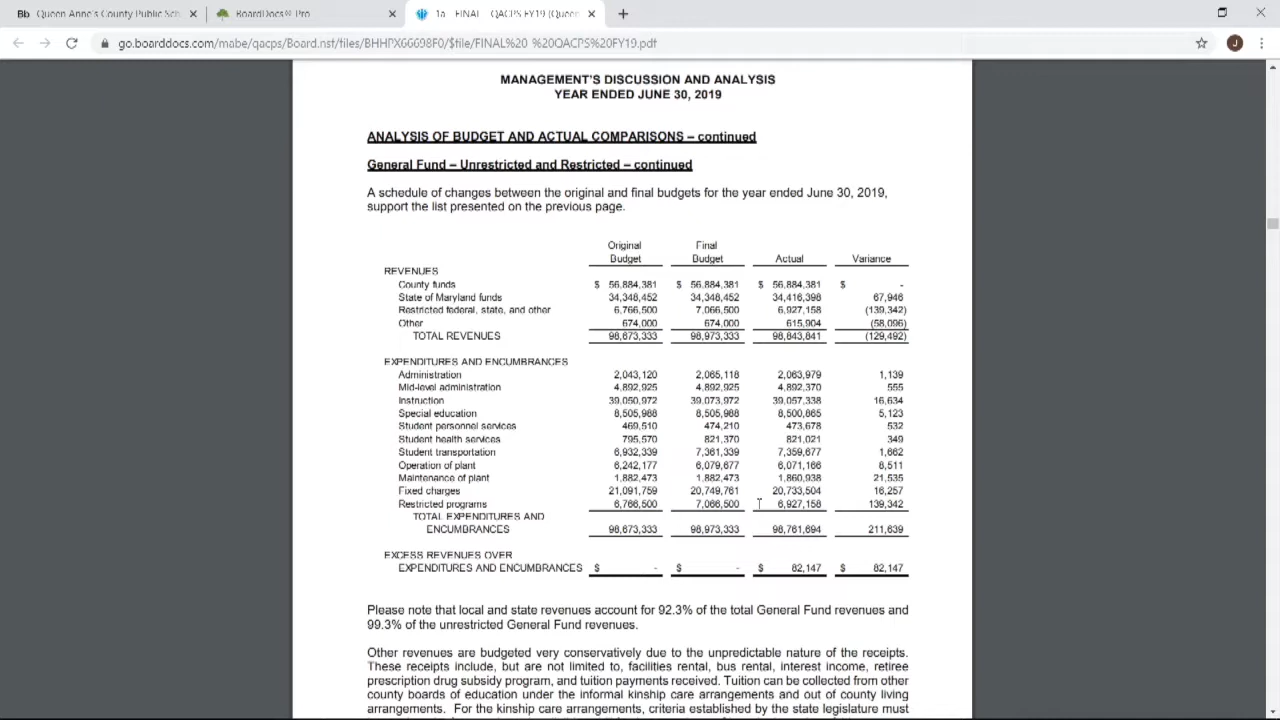 Bb Queen Anne's County Public Sch
BoardDocs® Pro
1a - FINAL - QACPS FY19 (Queen
go.boarddocs.com/mabe/qacps/Board.nsf/files/BHHPX66698F0/$file/FINAL%20 %20QACPS%20FY19.pdf
J
MANAGEMENT'S DISCUSSION AND ANALYSIS
YEAR ENDED JUNE 30, 2019
ANALYSIS OF BUDGET AND ACTUAL COMPARISONS – continued
General Fund – Unrestricted and Restricted – continued
A schedule of changes between the original and final budgets for the year ended June 30, 2019,
support the list presented on the previous page.
Original Final
Budget Budget Actual Variance
REVENUES
County funds $ 56,884,381 $ 56,884,381 $ 56,884,381 $ -
State of Maryland funds 34,348,452 34,348,452 34,416,398 67,946
Restricted federal, state, and other 6,766,500 7,066,500 6,927,158 (139,342)
Other 674,000 674,000 615,904 (58,096)
TOTAL REVENUES 98,673,333 98,973,333 98,843,841 (129,492)
EXPENDITURES AND ENCUMBRANCES
Administration 2,043,120 2,065,118 2,063,979 1,139
Mid-level administration 4,892,925 4,892,925 4,892,370 555
Instruction 39,050,972 39,073,972 39,057,338 16,634
Special education 8,505,988 8,505,988 8,500,865 5,123
Student personnel services 469,510 474,210 473,678 532
Student health services 795,570 821,370 821,021 349
Student transportation 6,932,339 7,361,339 7,359,677 1,662
Operation of plant 6,242,177 6,079,677 6,071,166 8,511
Maintenance of plant 1,882,473 1,882,473 1,860,938 21,535
Fixed charges 21,091,759 20,749,761 20,733,504 16,257
Restricted programs 6,766,500 7,066,500 6,927,158 139,342
TOTAL EXPENDITURES AND
ENCUMBRANCES 98,673,333 98,973,333 98,761,694 211,639
EXCESS REVENUES OVER
EXPENDITURES AND ENCUMBRANCES $ - $ - $ 82,147 $ 82,147
Please note that local and state revenues account for 92.3% of the total General Fund revenues and
99.3% of the unrestricted General Fund revenues.
Other revenues are budgeted very conservatively due to the unpredictable nature of the receipts.
These receipts include, but are not limited to, facilities rental, bus rental, interest income, retiree
prescription drug subsidy program, and tuition payments received. Tuition can be collected from other
county boards of education under the informal kinship care arrangements and out of county living
arrangements. For the kinship care arrangements, criteria established by the state legislature must